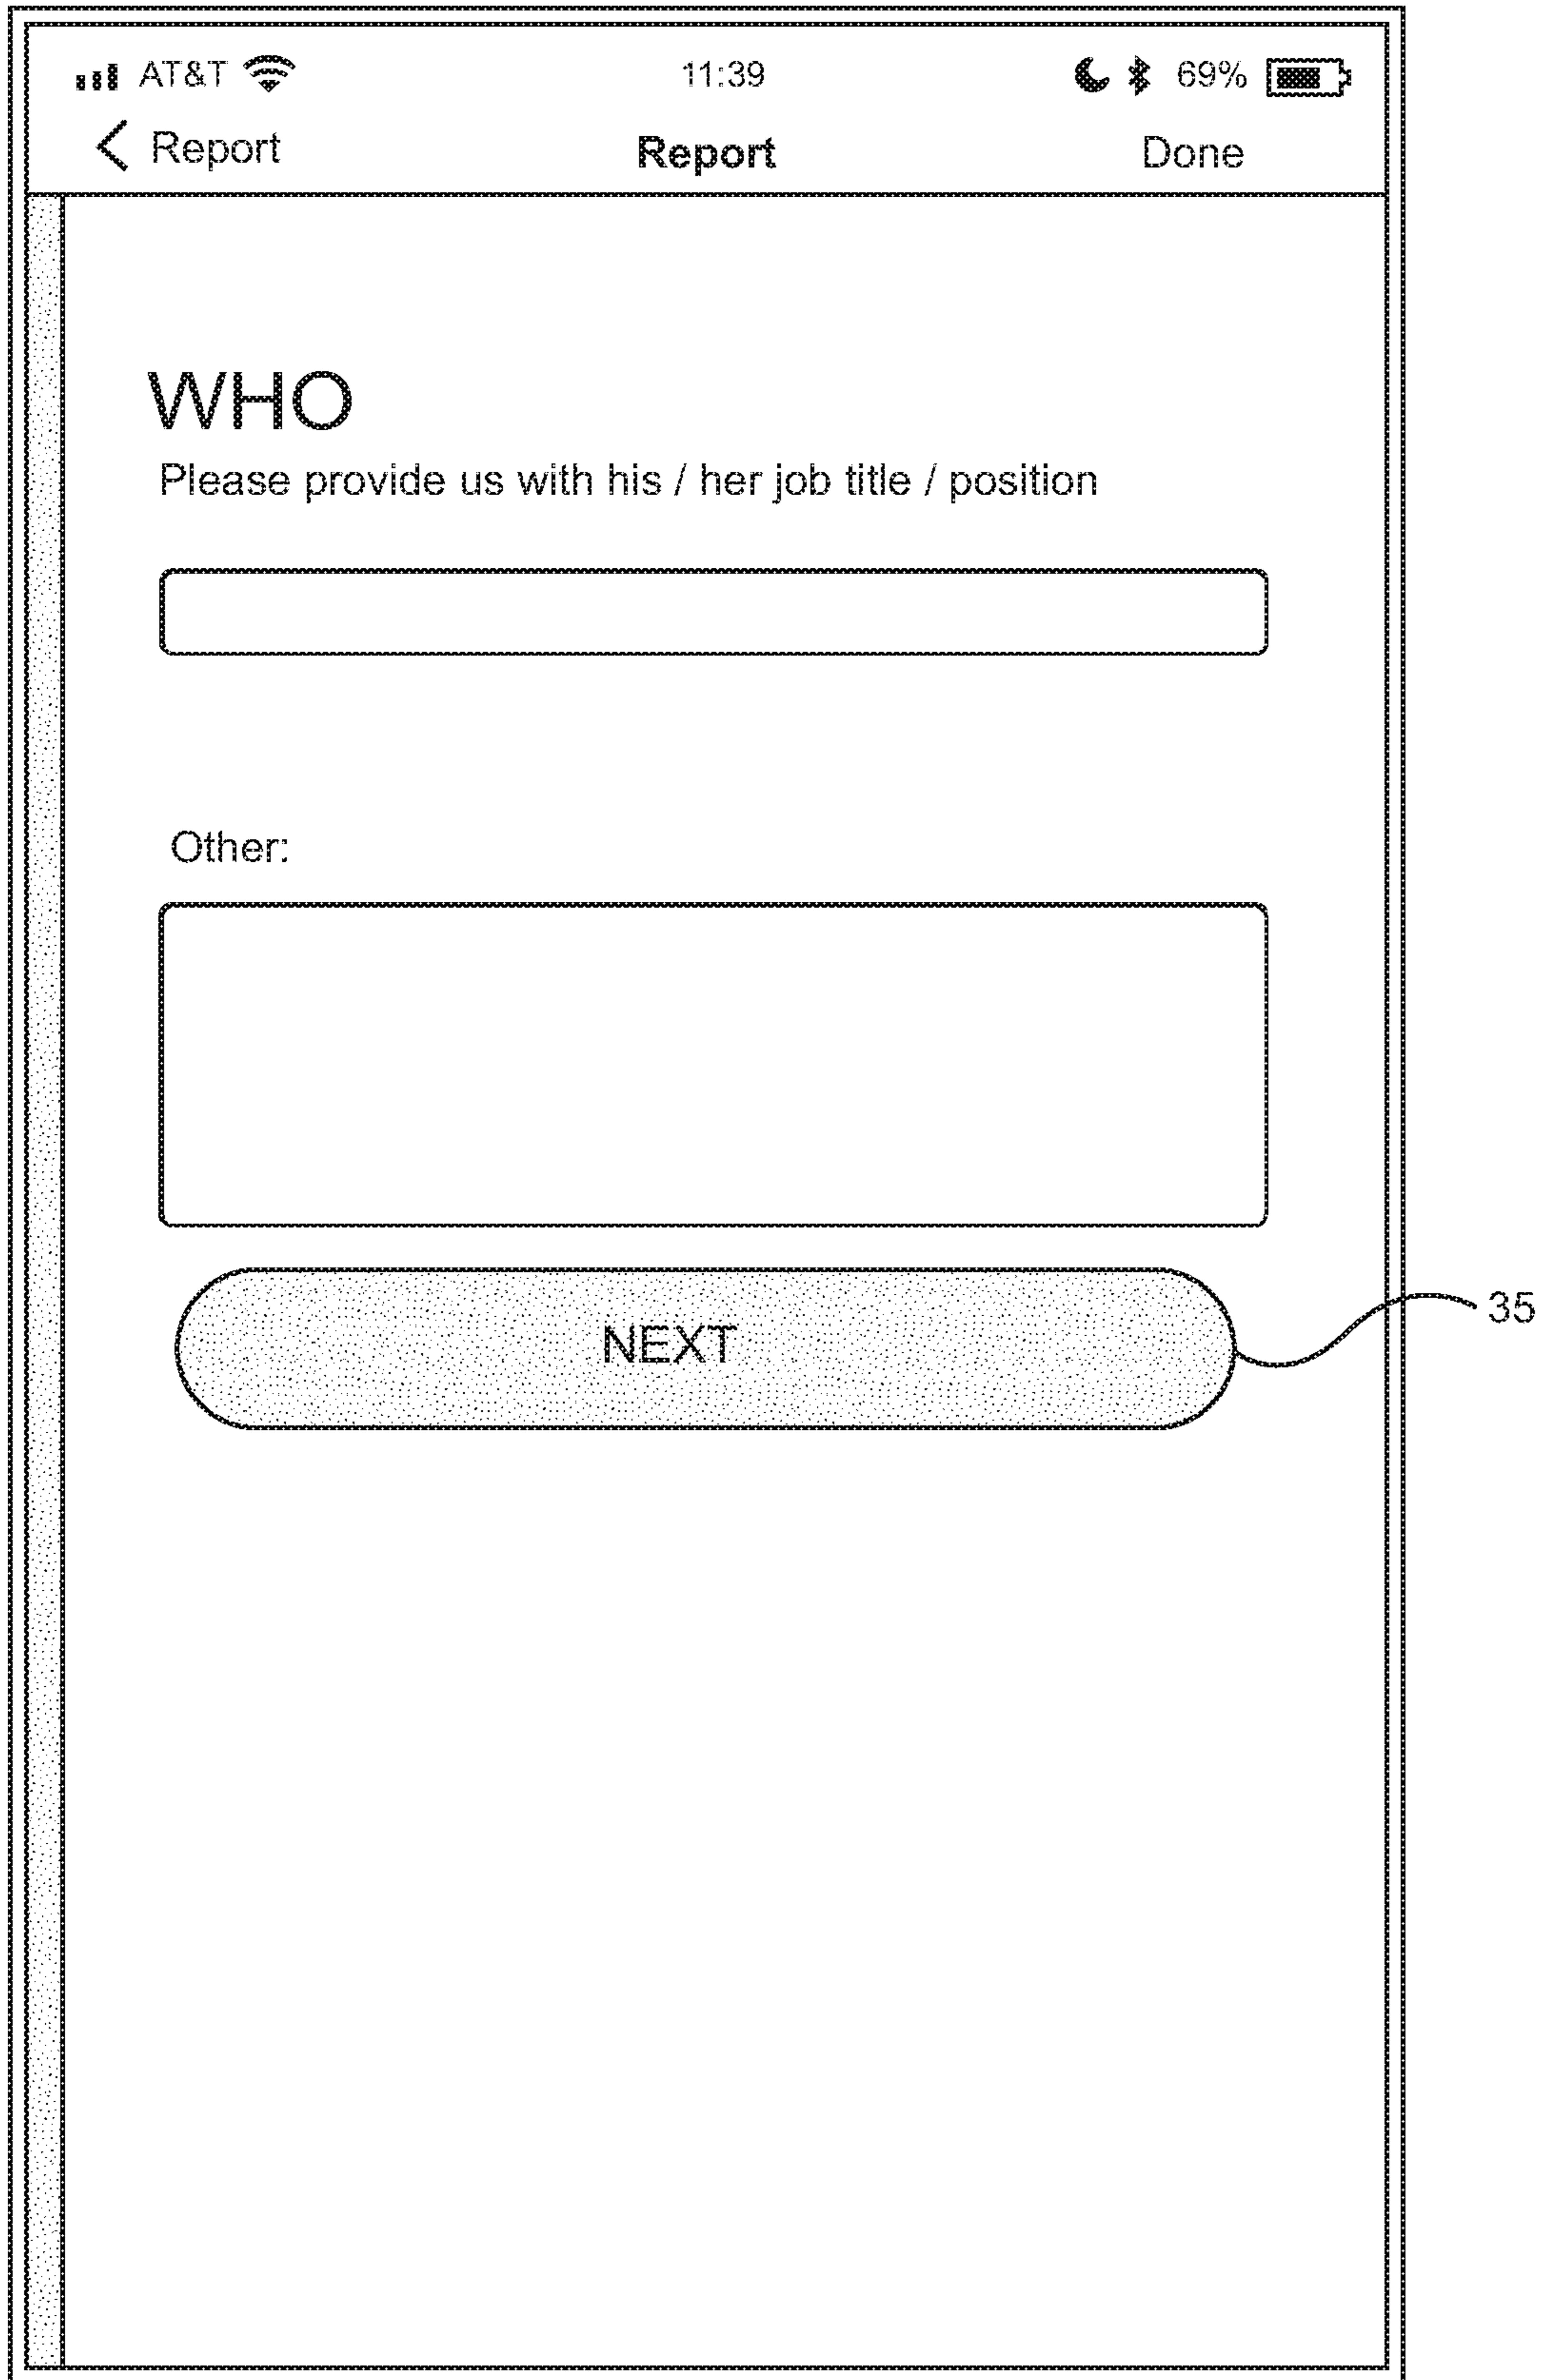 AT&T 11:39 69%
< Report Report Done
WHO
Please provide us with his / her job title / position
Other:
NEXT
35